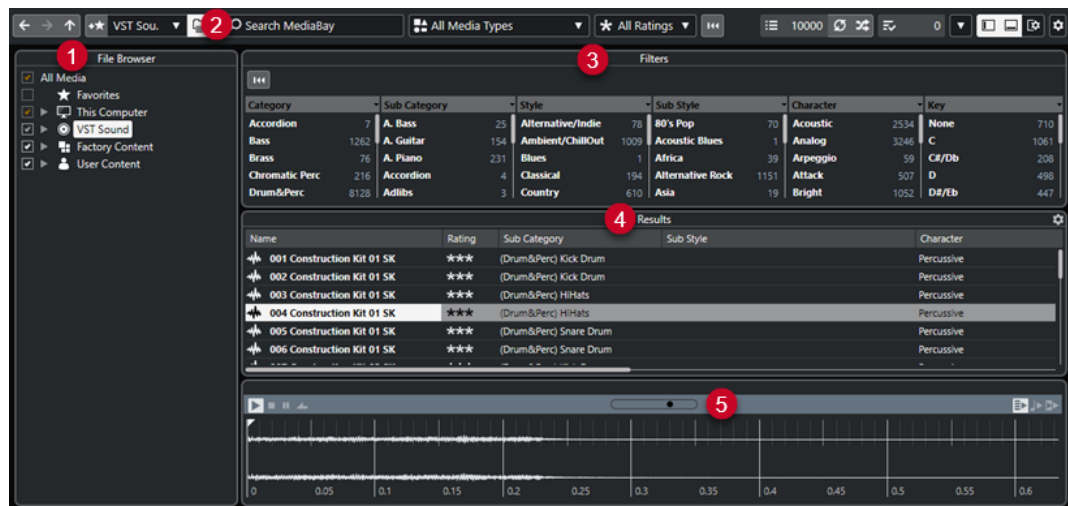 VST Sou.
2
Search MediaBay
All Media Types
All Ratings
10000
0
1
File Browser
All Media
Favorites
This Computer
VST Sound
Factory Content
User Content
3
Filters
Category Sub Category Style Sub Style Character Key
Accordion 7 A. Bass 25 Alternative/Indie 78 80's Pop 70 Acoustic 2534 None 710
Bass 1262 A. Guitar 154 Ambient/ChillOut 1009 Acoustic Blues 1 Analog 3246 C 1061
Brass 76 A. Piano 231 Blues 1 Africa 39 Arpeggio 59 C#/Db 208
Chromatic Perc 216 Accordion 4 Classical 194 Alternative Rock 1151 Attack 507 D 498
Drum&Perc 8128 Adlibs 3 Country 610 Asia 19 Bright 1052 D#/Eb 447
4
Results
Name Rating Sub Category Sub Style Character
001 Construction Kit 01 SK (Drum&Perc) Kick Drum Percussive
002 Construction Kit 01 SK (Drum&Perc) Kick Drum Percussive
003 Construction Kit 01 SK (Drum&Perc) HiHats Percussive
004 Construction Kit 01 SK (Drum&Perc) HiHats Percussive
005 Construction Kit 01 SK (Drum&Perc) Snare Drum Percussive
006 Construction Kit 01 SK (Drum&Perc) Snare Drum Percussive
5
0 0.05 0.1 0.15 0.2 0.25 0.3 0.35 0.4 0.45 0.5 0.55 0.6